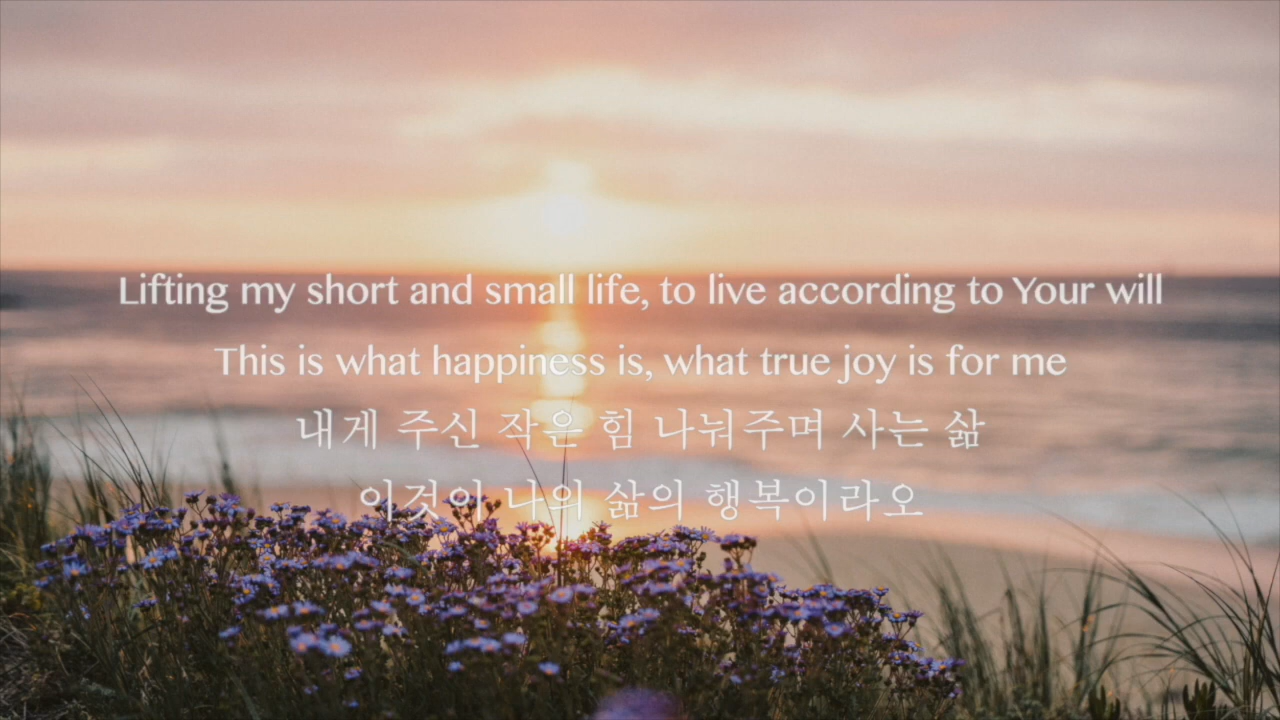 Lifting my short and small life, to live according to Your will
This is what happiness is, what true joy is for me
내게 주신 작은 힘 나눠주며 사는 삶
이것이 나의 삶의 행복이라오